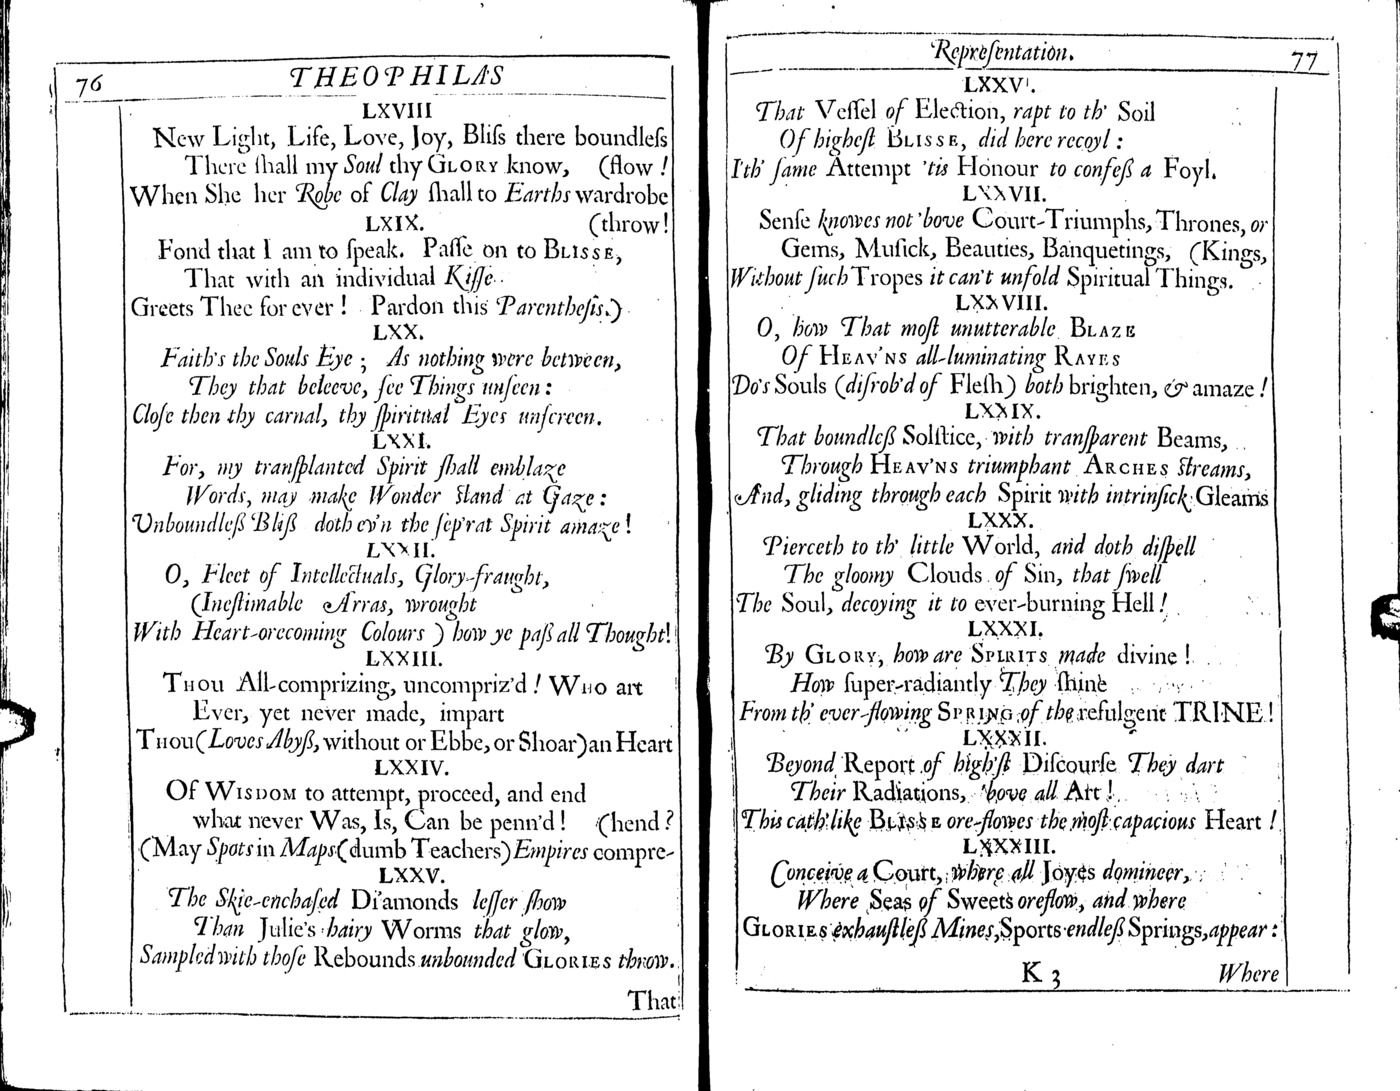 76 THEOPHILA'S
LXVIII
New Light, Life, Love, Joy, Bliſs there boundleſs
There ſhall my Soul thy GLORY know, (flow !
When She her Robe of Clay ſhall to Earths wardrobe
LXIX. (throw!
Fond that I am to ſpeak. Paſſe on to BLISSE,
That with an individual Kiſſe
Greets Thee for ever ! Pardon this Parentheſis.)
LXX.
Faith's the Souls Eye ; As nothing were between,
They that beleeve, ſee Things unſeen :
Cloſe then thy carnal, thy ſpiritual Eyes unſcreen.
LXXI.
For, my tranſplanted Spirit ſhall emblaze
Words, may make Wonder ſtand at Gaze :
Unboundleß Bliß doth ev'n the ſep'rat Spirit amaze !
LXXII.
O, Fleet of Intellectuals, Glory-fraught,
(Ineſtimable Arras, wrought
With Heart-orecoming Colours ) how ye paß all Thought!
LXXIII.
THOU All-comprizing, uncompriz'd ! WHO art
Ever, yet never made, impart
THOU (Loves Abyß, without or Ebbe, or Shoar) an Heart
LXXIV.
Of WISDOM to attempt, proceed, and end
what never Was, Is, Can be penn'd ! (hend ?
(May Spots in Maps (dumb Teachers) Empires compre-
LXXV.
The Skie-enchaſed Di'amonds leſſer ſhow
Than Julie's hairy Worms that glow,
Sampled with thoſe Rebounds unbounded GLORIES throw.
That
Repreſentation. 77
LXXVI.
That Veſſel of Election, rapt to th' Soil
Of higheſt BLISSE, did here recoyl :
I'th' ſame Attempt 'tis Honour to confeß a Foyl.
LXXVII.
Senſe knowes not 'bove Court-Triumphs, Thrones, or
Gems, Muſick, Beauties, Banquetings, (Kings,
Without ſuch Tropes it can't unfold Spiritual Things.
LXXVIII.
O, how That moſt unutterable BLAZE
Of HEAV'NS all-luminating RAYES
Do's Souls (diſrob'd of Fleſh) both brighten, & amaze !
LXXIX.
That boundleß Solſtice, with tranſparent Beams,
Through HEAV'NS triumphant ARCHES ſtreams,
And, gliding through each Spirit with intrinſick Gleams
LXXX.
Pierceth to th' little World, and doth diſpell
The gloomy Clouds of Sin, that ſwell
The Soul, decoying it to ever-burning Hell !
LXXXI.
By GLORY, how are SPIRITS made divine !
How ſuper-radiantly They ſhine
From th' ever-flowing SPRING of the refulgent TRINE !
LXXXII.
Beyond Report of high'ſt Diſcourſe They dart
Their Radiations, 'bove all Art !
This cath'like BLISSE ore-flowes the moſt capacious Heart !
LXXXIII.
Conceive a Court, where all Joyes domineer,
Where Seas of Sweets oreflow, and where
GLORIES exhauſtleß Mines, Sports endleß Springs, appear :
K 3 Where